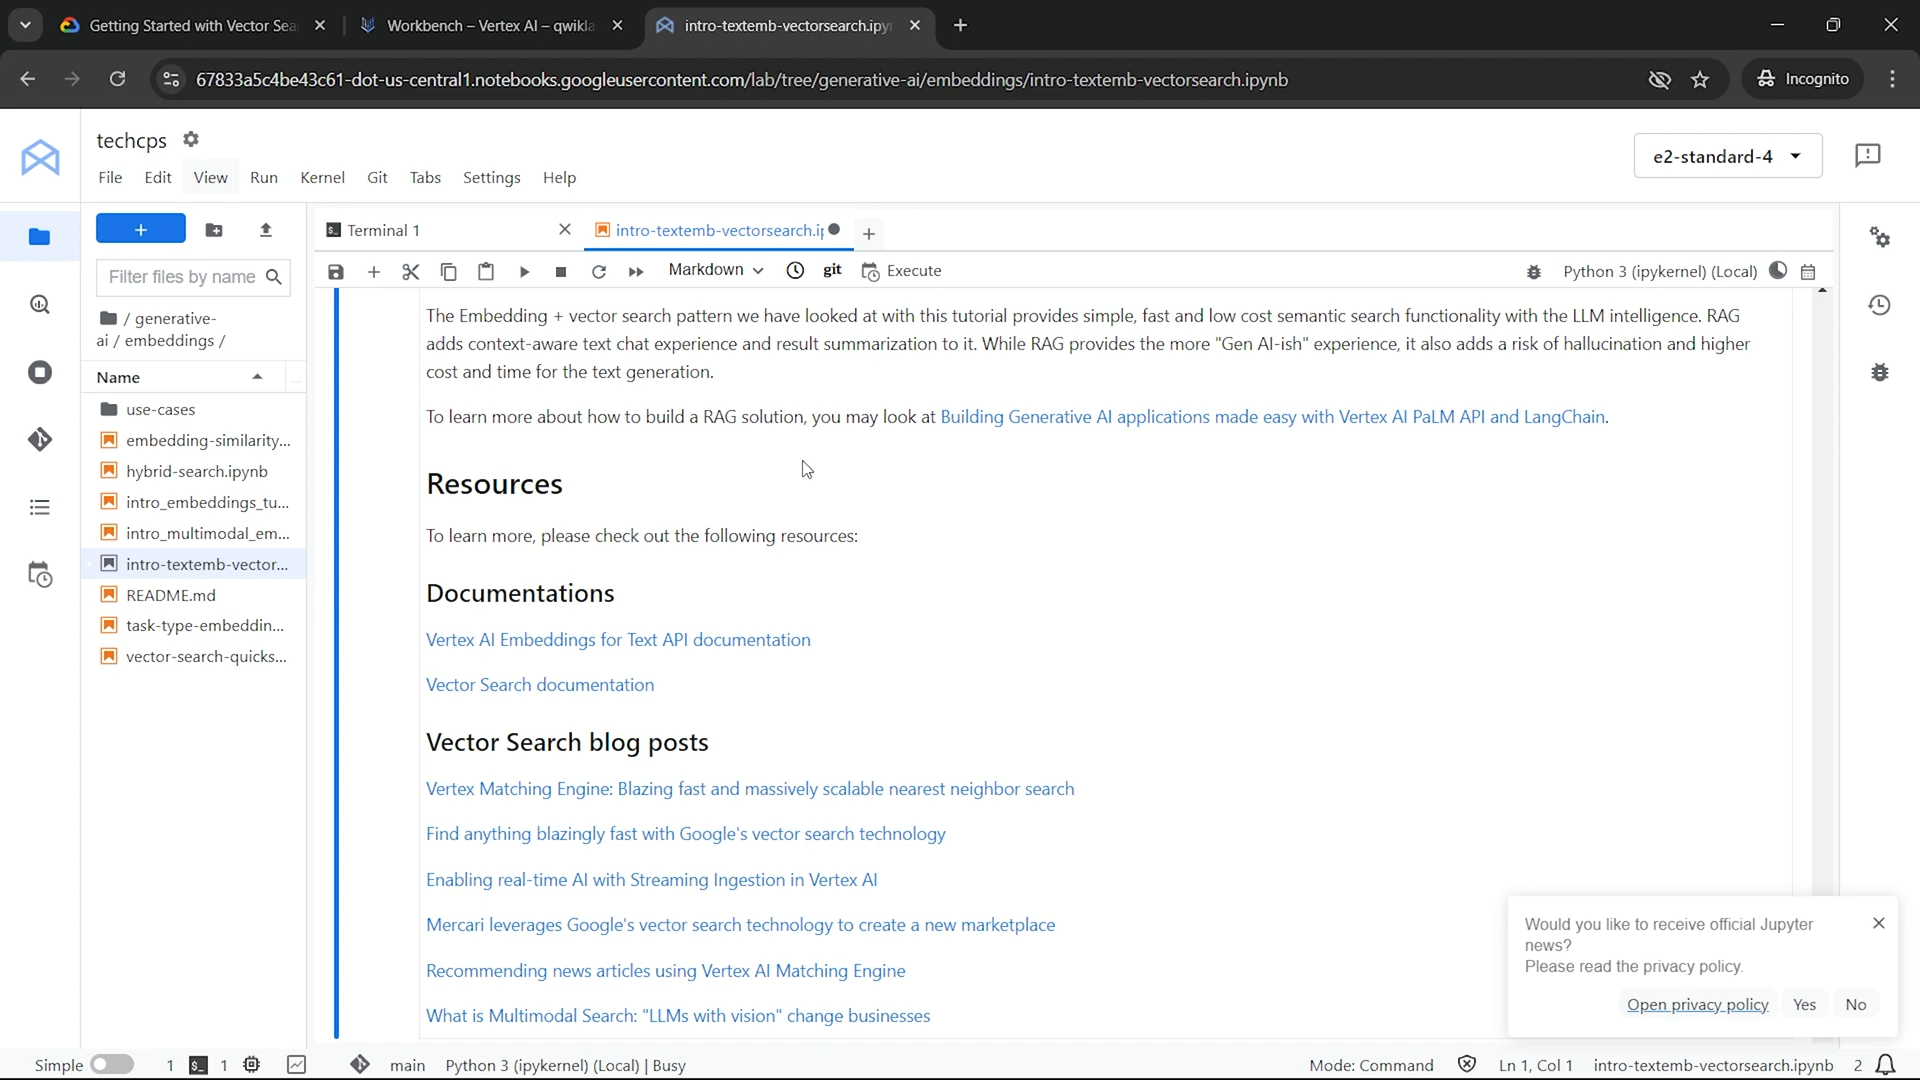 Getting Started with Vector Sea
Workbench – Vertex AI – qwikla
intro-textemb-vectorsearch.ipy
67833a5c4be43c61-dot-us-central1.notebooks.googleusercontent.com/lab/tree/generative-ai/embeddings/intro-textemb-vectorsearch.ipynb
Incognito
techcps
e2-standard-4
File Edit View Run Kernel Git Tabs Settings Help
Terminal 1
intro-textemb-vectorsearch.i
Filter files by name
Markdown
git
Execute
Python 3 (ipykernel) (Local)
/ generative-
ai / embeddings /
Name
use-cases
embedding-similarity...
hybrid-search.ipynb
intro_embeddings_tu...
intro_multimodal_em...
intro-textemb-vector...
README.md
task-type-embeddin...
vector-search-quicks...
The Embedding + vector search pattern we have looked at with this tutorial provides simple, fast and low cost semantic search functionality with the LLM intelligence. RAG
adds context-aware text chat experience and result summarization to it. While RAG provides the more "Gen AI-ish" experience, it also adds a risk of hallucination and higher
cost and time for the text generation.
To learn more about how to build a RAG solution, you may look at Building Generative AI applications made easy with Vertex AI PaLM API and LangChain.
Resources
To learn more, please check out the following resources:
Documentations
Vertex AI Embeddings for Text API documentation
Vector Search documentation
Vector Search blog posts
Vertex Matching Engine: Blazing fast and massively scalable nearest neighbor search
Find anything blazingly fast with Google's vector search technology
Enabling real-time AI with Streaming Ingestion in Vertex AI
Mercari leverages Google's vector search technology to create a new marketplace
Recommending news articles using Vertex AI Matching Engine
What is Multimodal Search: "LLMs with vision" change businesses
Would you like to receive official Jupyter
news?
Please read the privacy policy.
Open privacy policy Yes No
Simple 1 1 main Python 3 (ipykernel) (Local) | Busy Mode: Command Ln 1, Col 1 intro-textemb-vectorsearch.ipynb 2